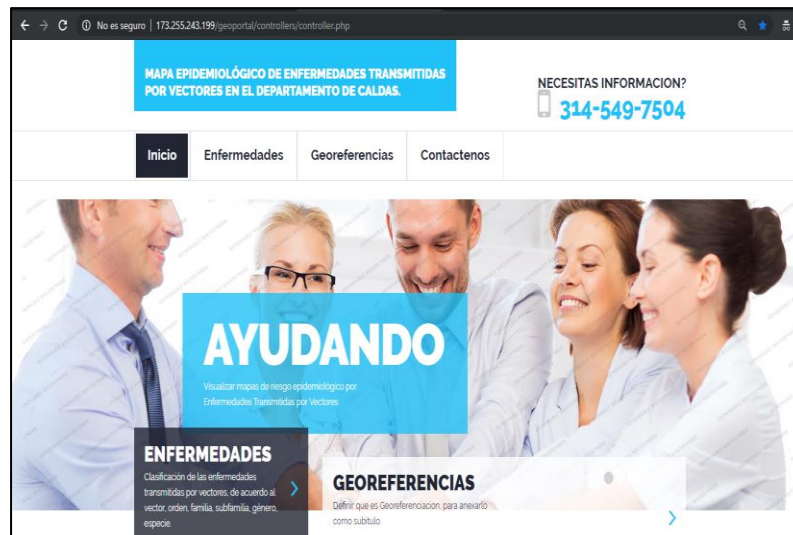 No es seguro | 173.255.243.199/geoportal/controllers/controller.php
MAPA EPIDEMIOLÓGICO DE ENFERMEDADES TRANSMITIDAS
POR VECTORES EN EL DEPARTAMENTO DE CALDAS.
NECESITAS INFORMACION?
314-549-7504
Inicio Enfermedades Georeferencias Contactenos
AYUDANDO
Visualizar mapas de riesgo epidemiológico por
Enfermedades Transmitidas por Vectores
ENFERMEDADES
Clasificación de las enfermedades
transmitidas por vectores, de acuerdo al
vector, orden, familia, subfamilia, género,
especie.
GEOREFERENCIAS
Definir que es Georeferenciacion, para anexarlo
como subitulo.